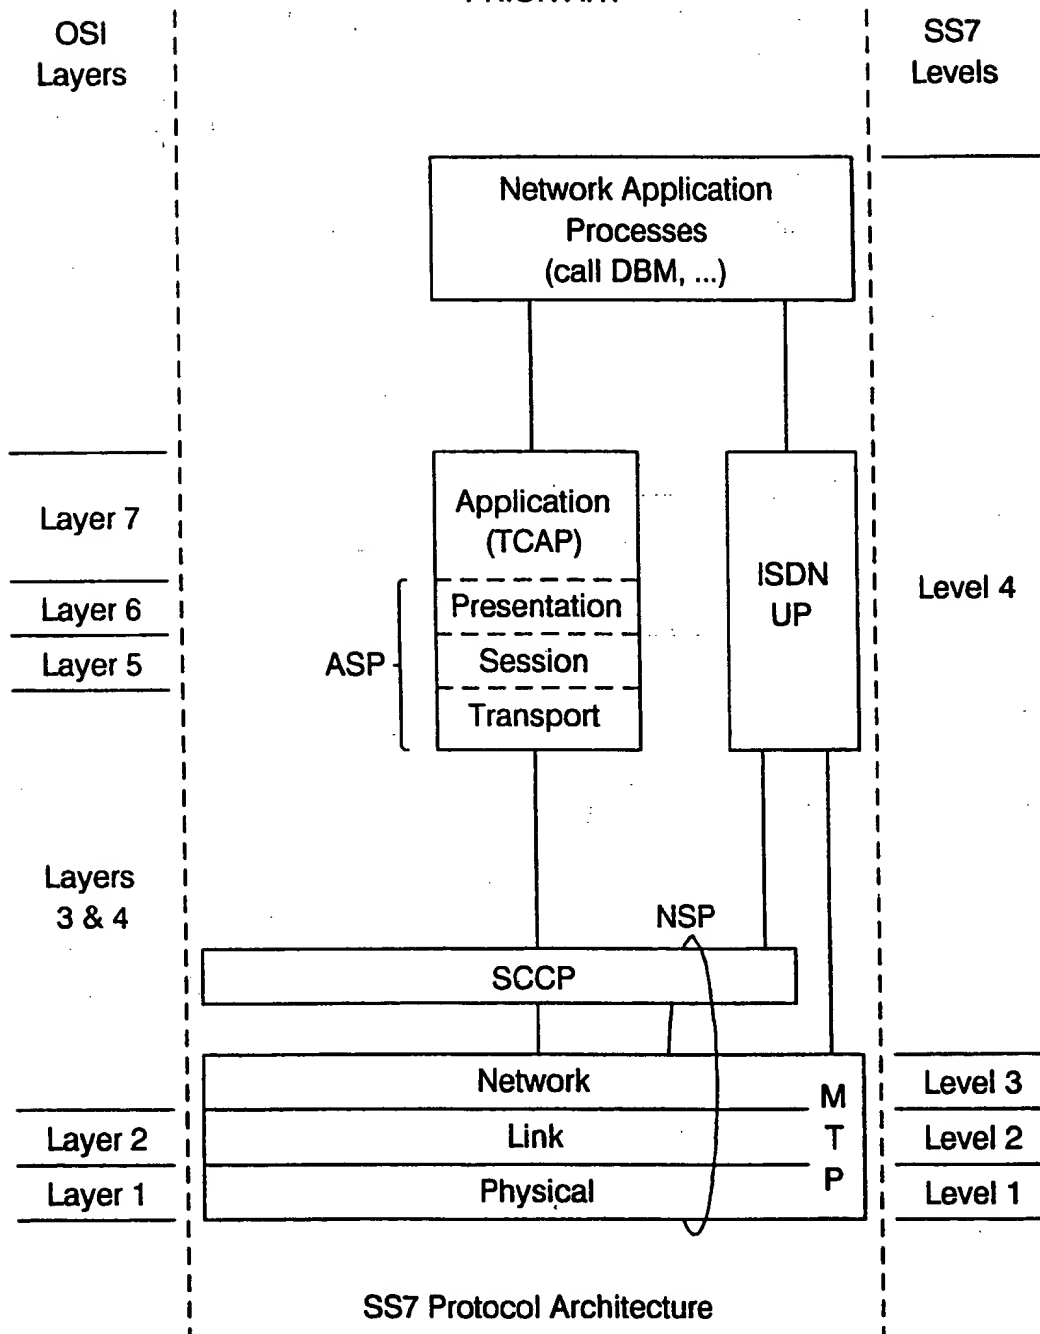 OSI
Layers
SS7
Levels
Network Application
Processes
(call DBM, ...)
Layer 7
Application
(TCAP)
ISDN
UP
Level 4
Layer 6
Presentation
Layer 5
ASP
Session
Transport
Layers
3 & 4
NSP
SCCP
Network
M
T
P
Level 3
Layer 2
Link
Level 2
Layer 1
Physical
Level 1
SS7 Protocol Architecture